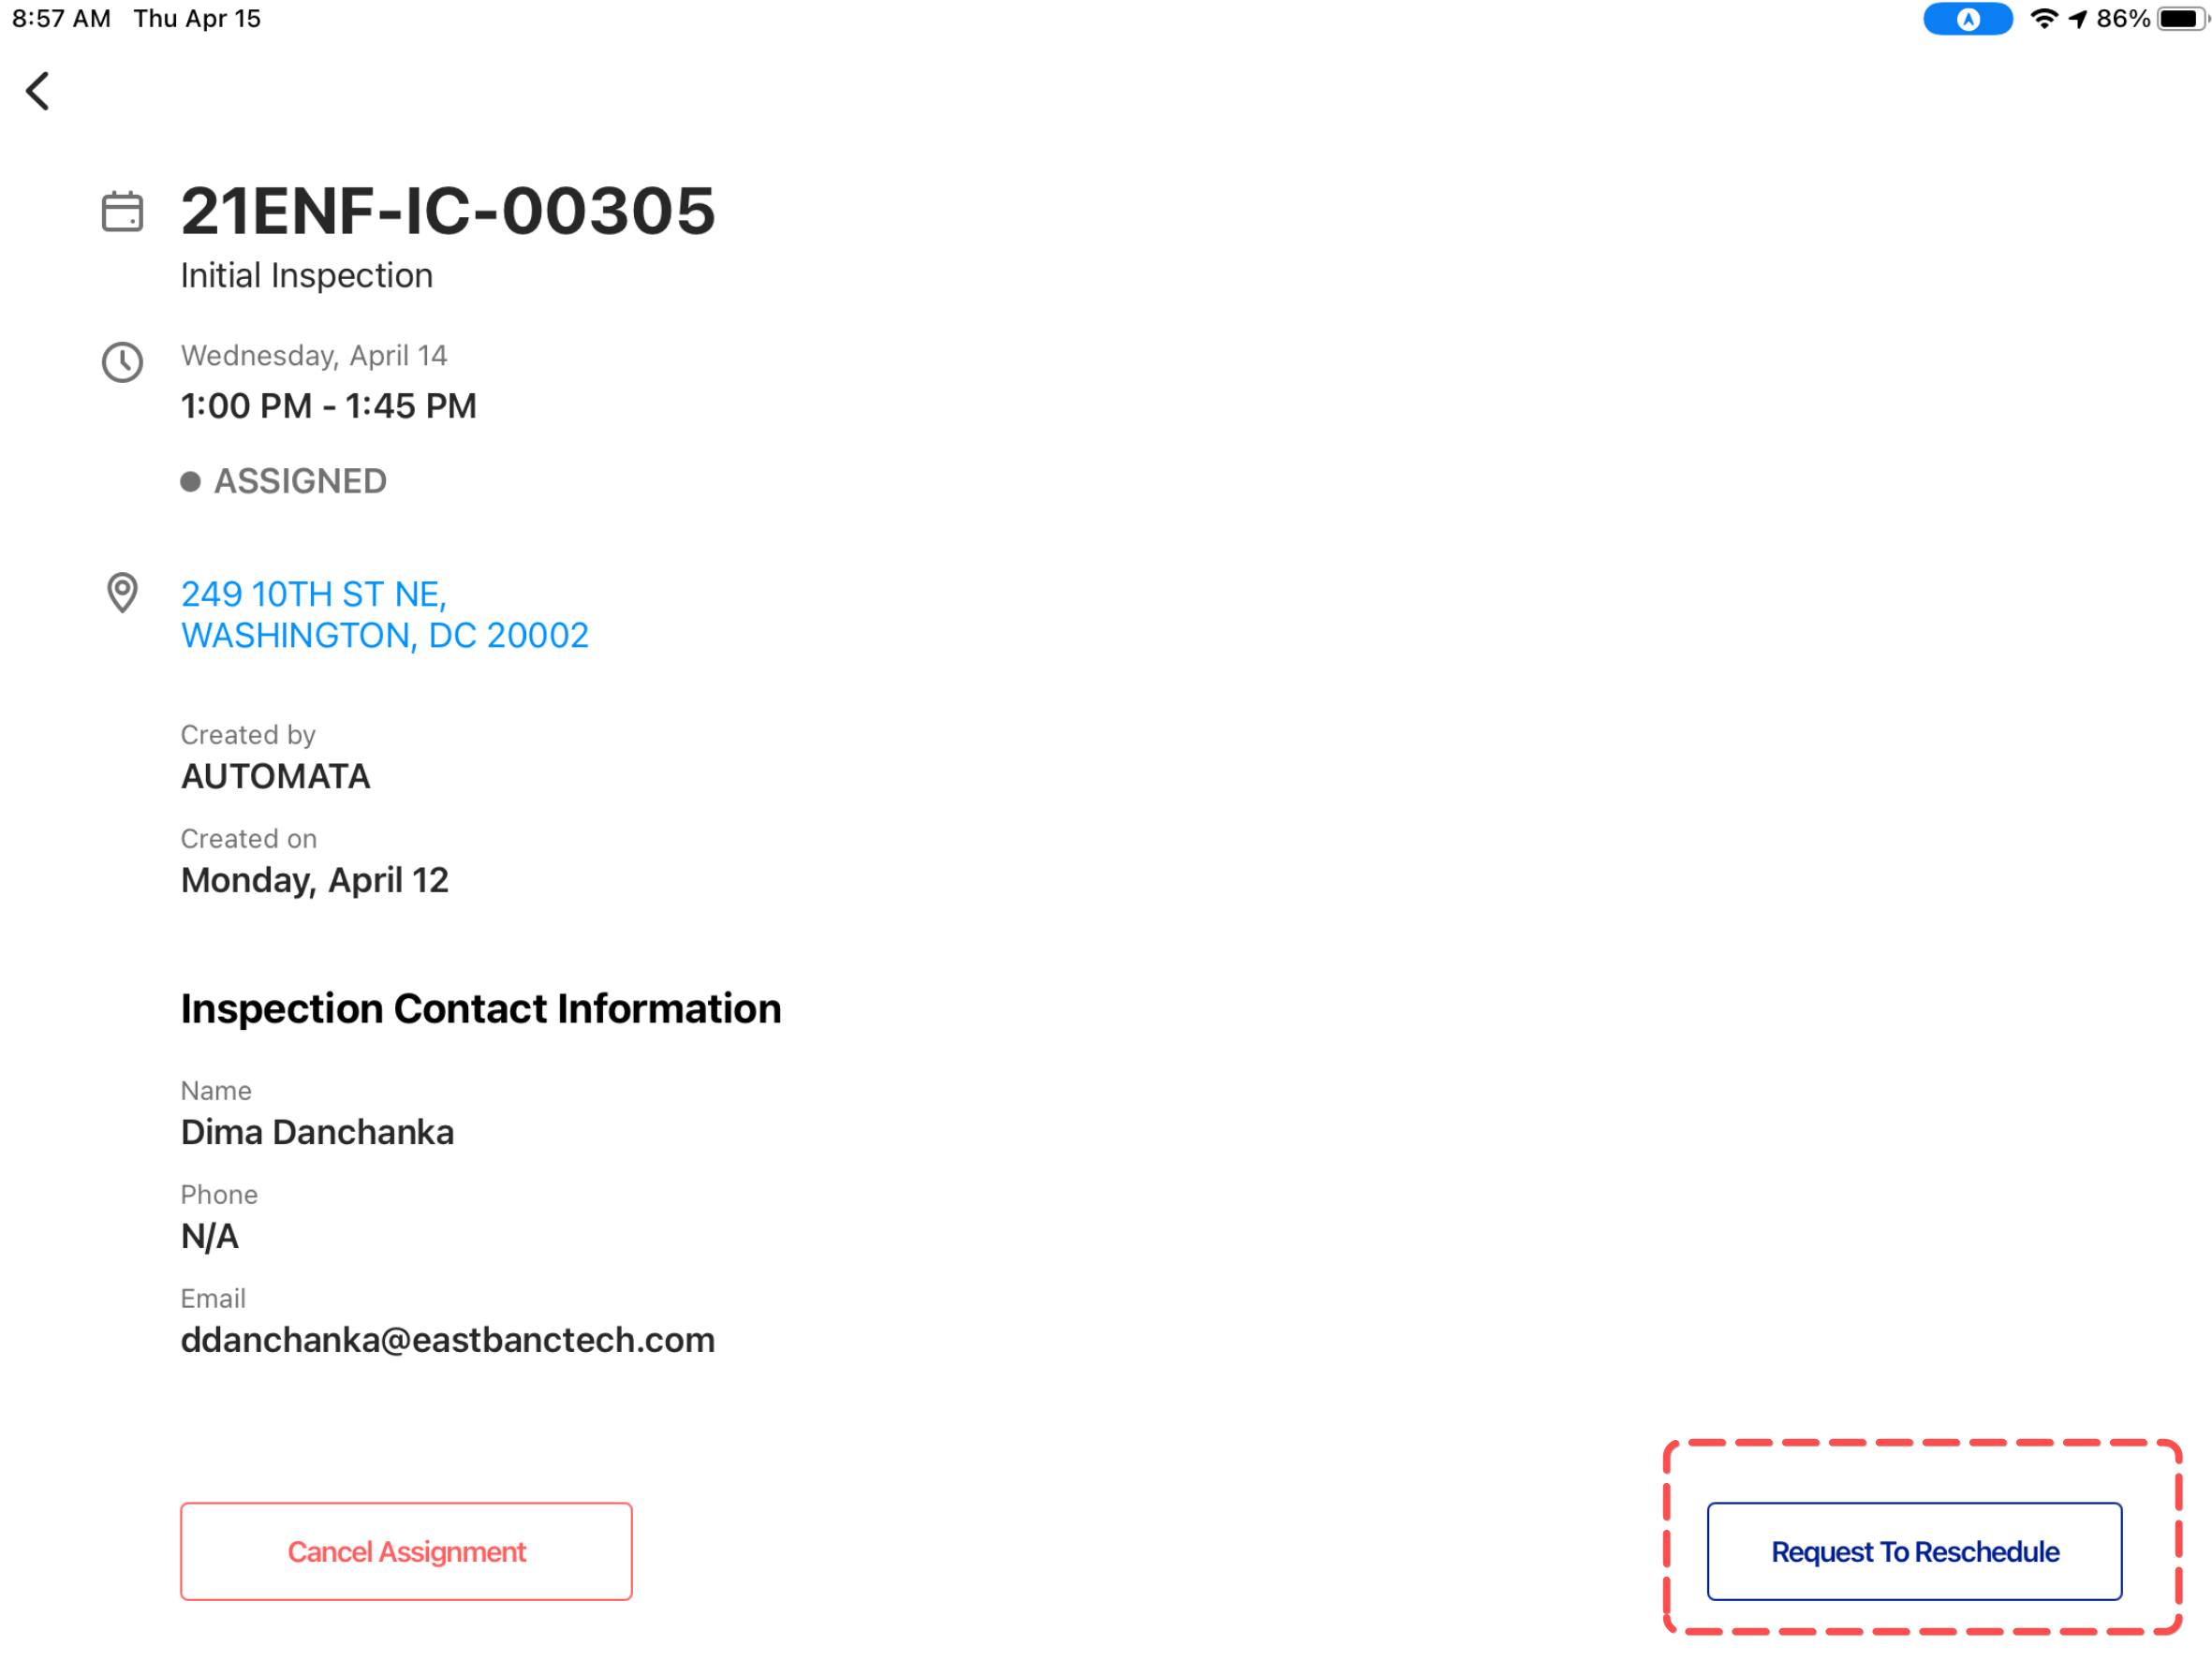 8:57 AM Thu Apr 15 86%
21ENF-IC-00305
Initial Inspection
Wednesday, April 14
1:00 PM - 1:45 PM
ASSIGNED
249 10TH ST NE,
WASHINGTON, DC 20002
Created by
AUTOMATA
Created on
Monday, April 12
Inspection Contact Information
Name
Dima Danchanka
Phone
N/A
Email
ddanchanka@eastbanctech.com
Cancel Assignment Request To Reschedule